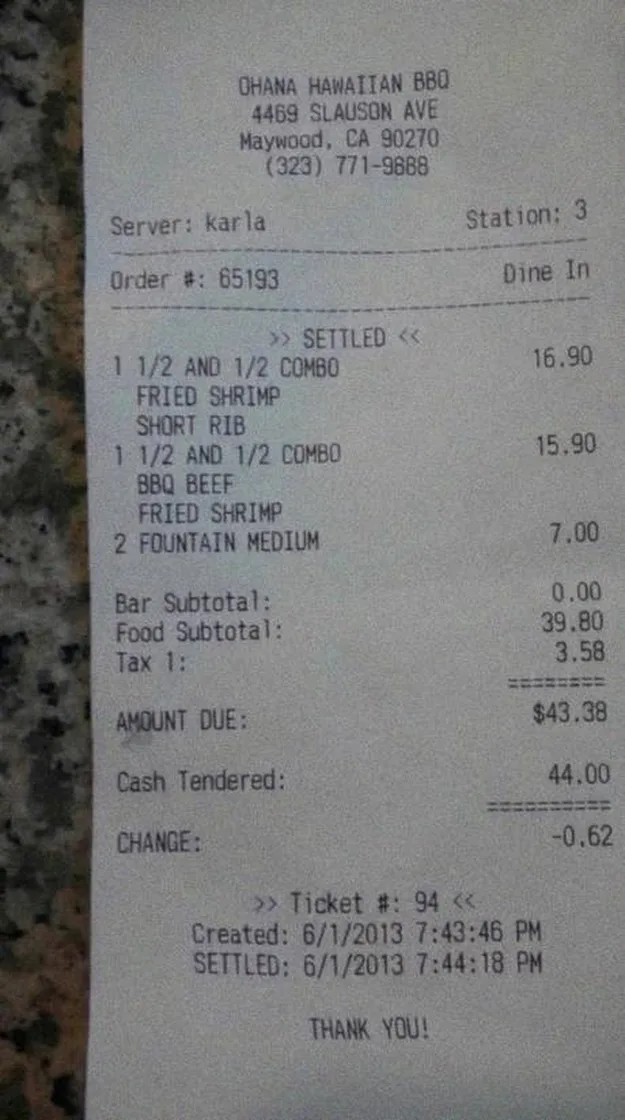 OHANA HAWAIIAN BBQ
4469 SLAUSON AVE
Maywood, CA 90270
(323) 771-9888
Server: karla Station: 3
Order #: 65193 Dine In
>> SETTLED <<
1 1/2 AND 1/2 COMBO 16.90
FRIED SHRIMP
SHORT RIB
1 1/2 AND 1/2 COMBO 15.90
BBQ BEEF
FRIED SHRIMP
2 FOUNTAIN MEDIUM 7.00
Bar Subtotal: 0.00
Food Subtotal: 39.80
Tax 1: 3.58
========
AMOUNT DUE: $43.38
Cash Tendered: 44.00
==========
CHANGE: -0.62
>> Ticket #: 94 <<
Created: 6/1/2013 7:43:46 PM
SETTLED: 6/1/2013 7:44:18 PM
THANK YOU!